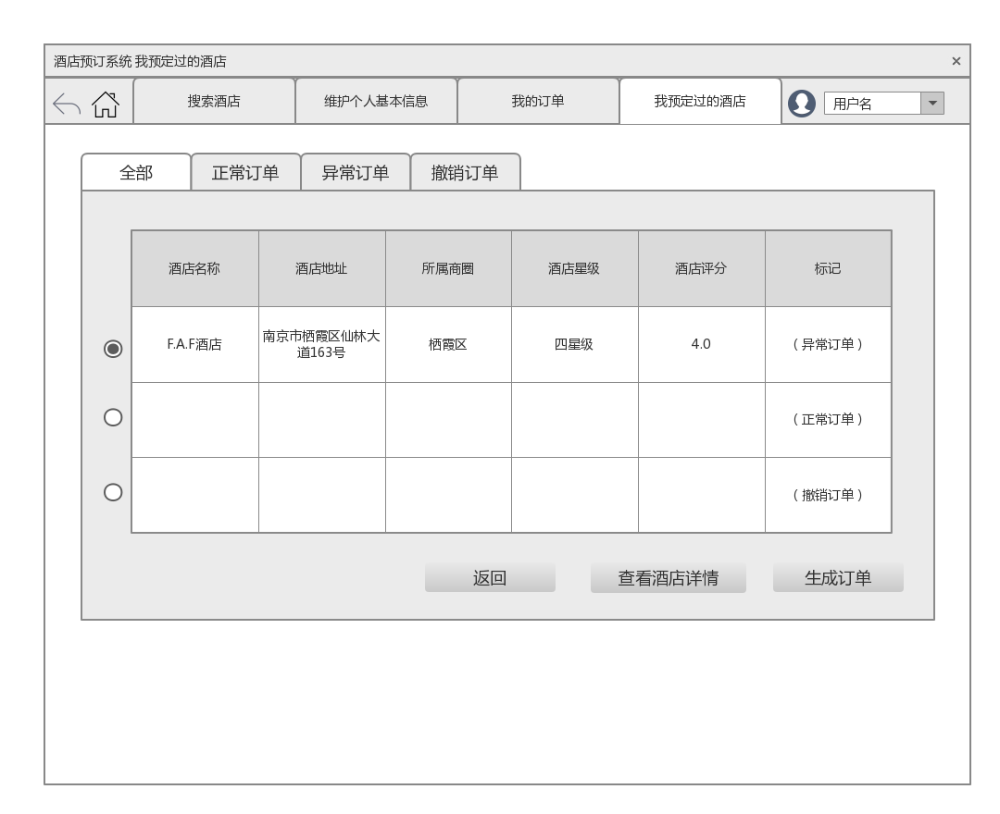 酒店预订系统 我预定过的酒店
搜索酒店
维护个人基本信息
我的订单
我预定过的酒店
用户名
全部
正常订单
异常订单
撤销订单
酒店名称
酒店地址
所属商圈
酒店星级
酒店评分
标记
F.A.F酒店
南京市栖霞区仙林大
道163号
栖霞区
四星级
4.0
（异常订单）
（正常订单）
（撤销订单）
返回
查看酒店详情
生成订单